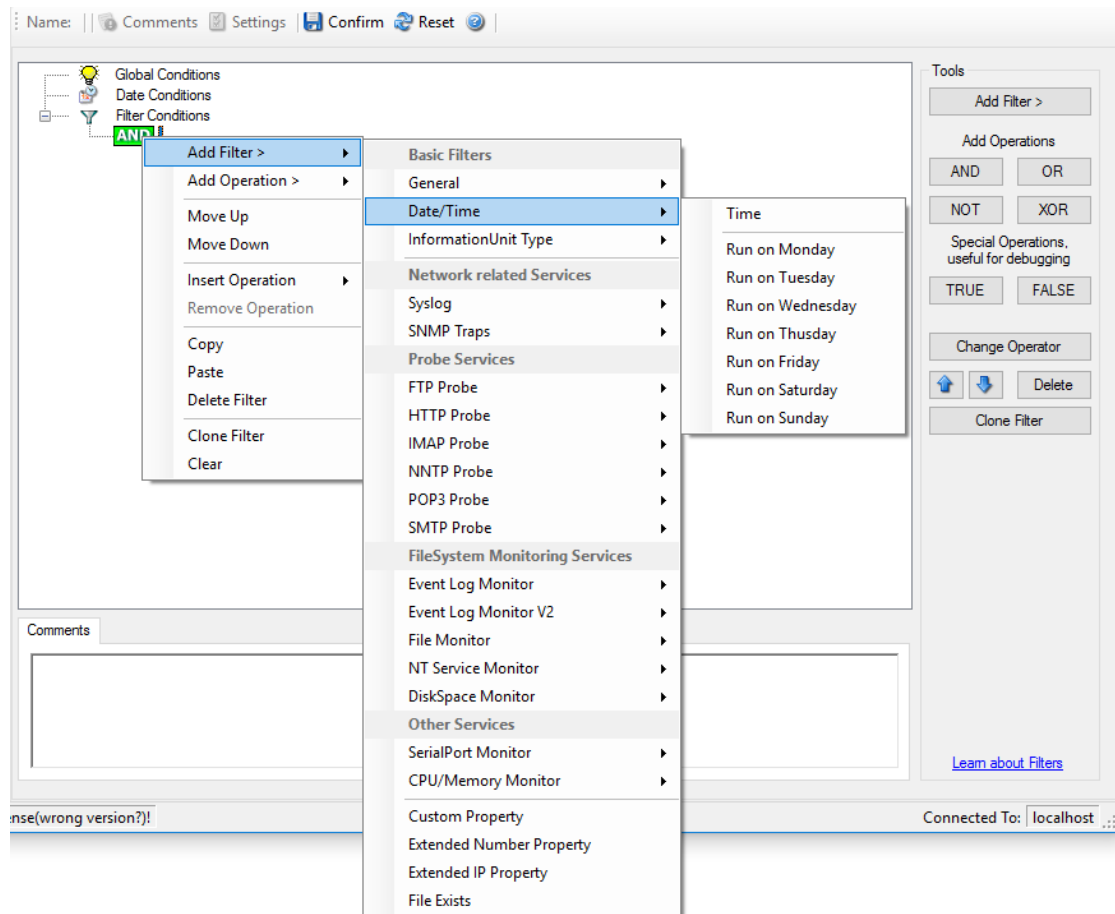 Name: Comments Settings Confirm Reset
Global Conditions
Date Conditions
Filter Conditions
AND
Add Filter >
Add Operation >
Move Up
Move Down
Insert Operation
Remove Operation
Copy
Paste
Delete Filter
Clone Filter
Clear
Basic Filters
General
Date/Time
InformationUnit Type
Network related Services
Syslog
SNMP Traps
Probe Services
FTP Probe
HTTP Probe
IMAP Probe
NNTP Probe
POP3 Probe
SMTP Probe
FileSystem Monitoring Services
Event Log Monitor
Event Log Monitor V2
File Monitor
NT Service Monitor
DiskSpace Monitor
Other Services
SerialPort Monitor
CPU/Memory Monitor
Custom Property
Extended Number Property
Extended IP Property
File Exists
Time
Run on Monday
Run on Tuesday
Run on Wednesday
Run on Thusday
Run on Friday
Run on Saturday
Run on Sunday
Tools
Add Filter >
Add Operations
AND OR
NOT XOR
Special Operations,
useful for debugging
TRUE FALSE
Change Operator
Delete
Clone Filter
Learn about Filters
Comments
ense(wrong version?)!
Connected To: localhost